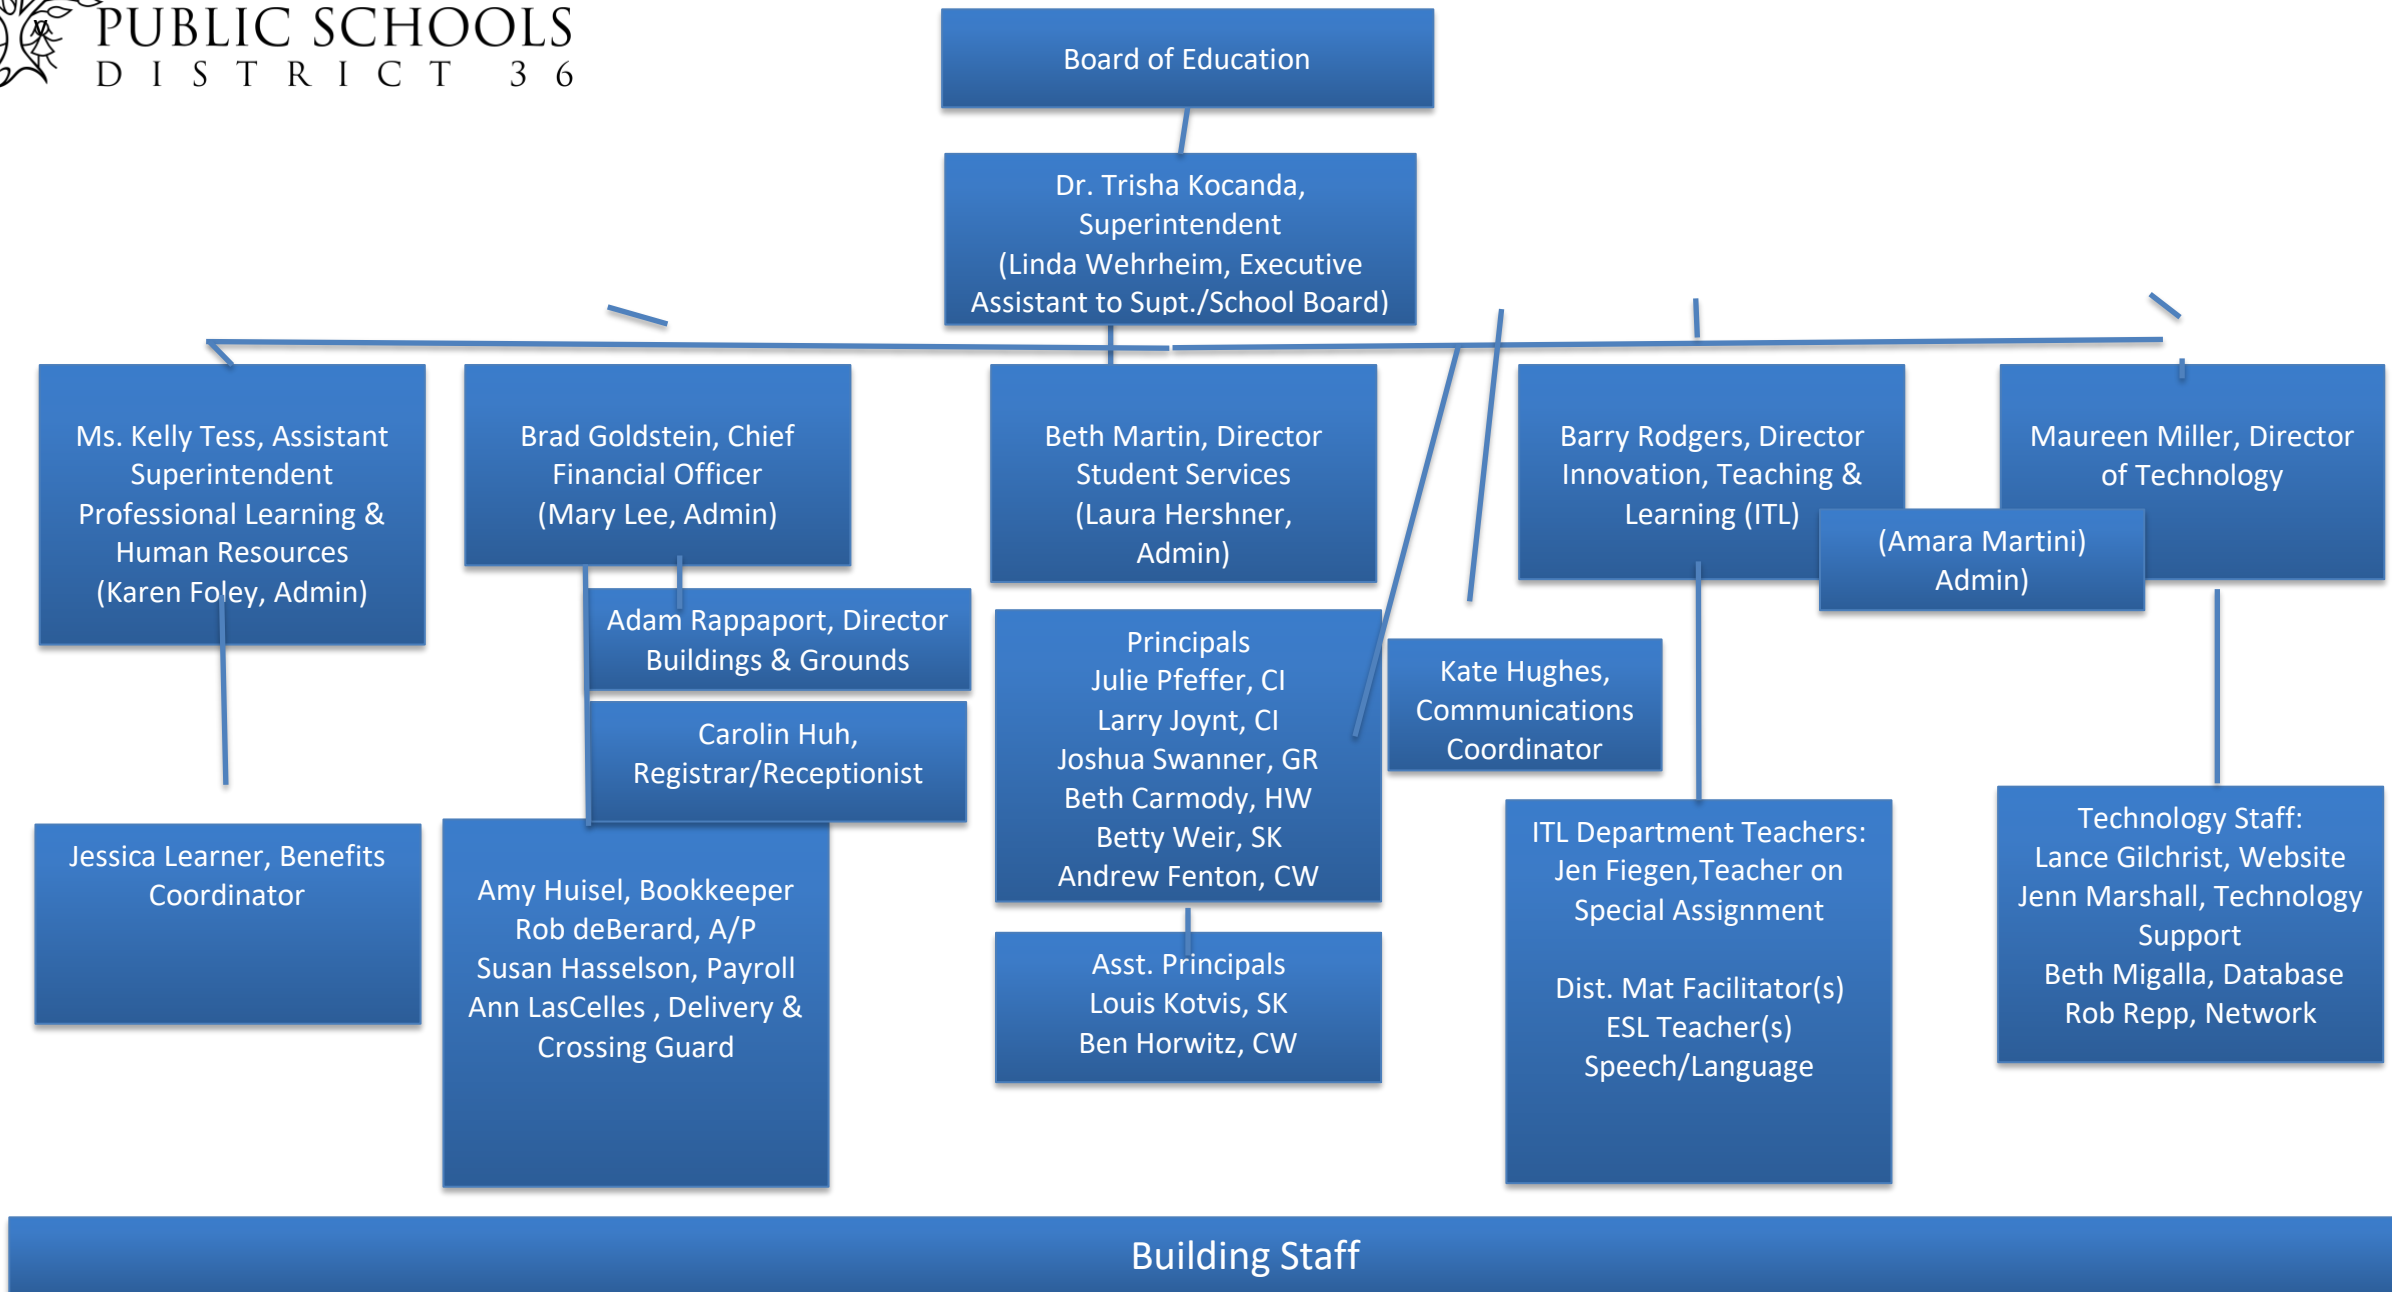 PUBLIC SCHOOLS
DISTRICT 36
Board of Education
Dr. Trisha Kocanda,
Superintendent
(Linda Wehrheim, Executive
Assistant to Supt./School Board)
Ms. Kelly Tess, Assistant
Superintendent
Professional Learning &
Human Resources
(Karen Foley, Admin)
Brad Goldstein, Chief
Financial Officer
(Mary Lee, Admin)
Beth Martin, Director
Student Services
(Laura Hershner,
Admin)
Barry Rodgers, Director
Innovation, Teaching &
Learning (ITL)
Maureen Miller, Director
of Technology
(Amara Martini)
Admin)
Adam Rappaport, Director
Buildings & Grounds
Carolin Huh,
Registrar/Receptionist
Principals
Julie Pfeffer, CI
Larry Joynt, CI
Joshua Swanner, GR
Beth Carmody, HW
Betty Weir, SK
Andrew Fenton, CW
Kate Hughes,
Communications
Coordinator
Jessica Learner, Benefits
Coordinator
Amy Huisel, Bookkeeper
Rob deBerard, A/P
Susan Hasselson, Payroll
Ann LasCelles , Delivery &
Crossing Guard
Asst. Principals
Louis Kotvis, SK
Ben Horwitz, CW
ITL Department Teachers:
Jen Fiegen,Teacher on
Special Assignment
Dist. Mat Facilitator(s)
ESL Teacher(s)
Speech/Language
Technology Staff:
Lance Gilchrist, Website
Jenn Marshall, Technology
Support
Beth Migalla, Database
Rob Repp, Network
Building Staff